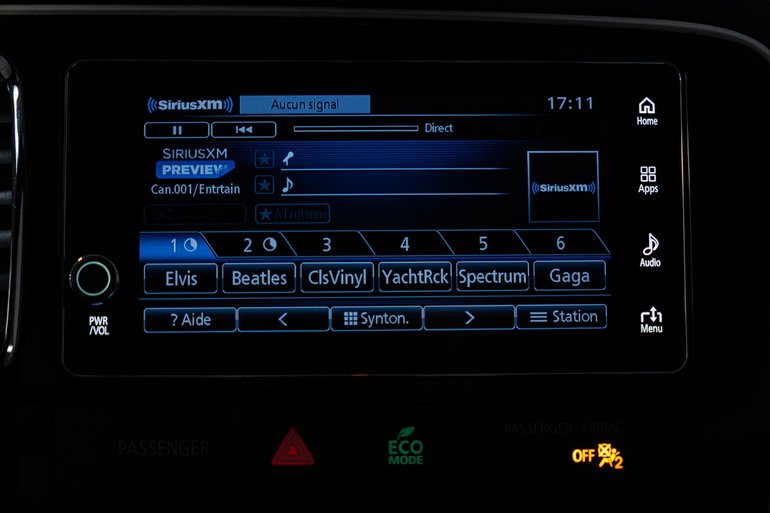 SiriusXM Aucun signal 17:11
Direct
Home
SIRIUSXM
PREVIEW
Can.001/Entrtain
SiriusXM
À l'antenne
Apps
1 2 3 4 5 6
Elvis Beatles ClsVinyl YachtRck Spectrum Gaga
Audio
? Aide < Synton. > Station
PWR
/VOL
Menu
PASSENGER
ECO
MODE
PASSENGER AIRBAG
OFF 2